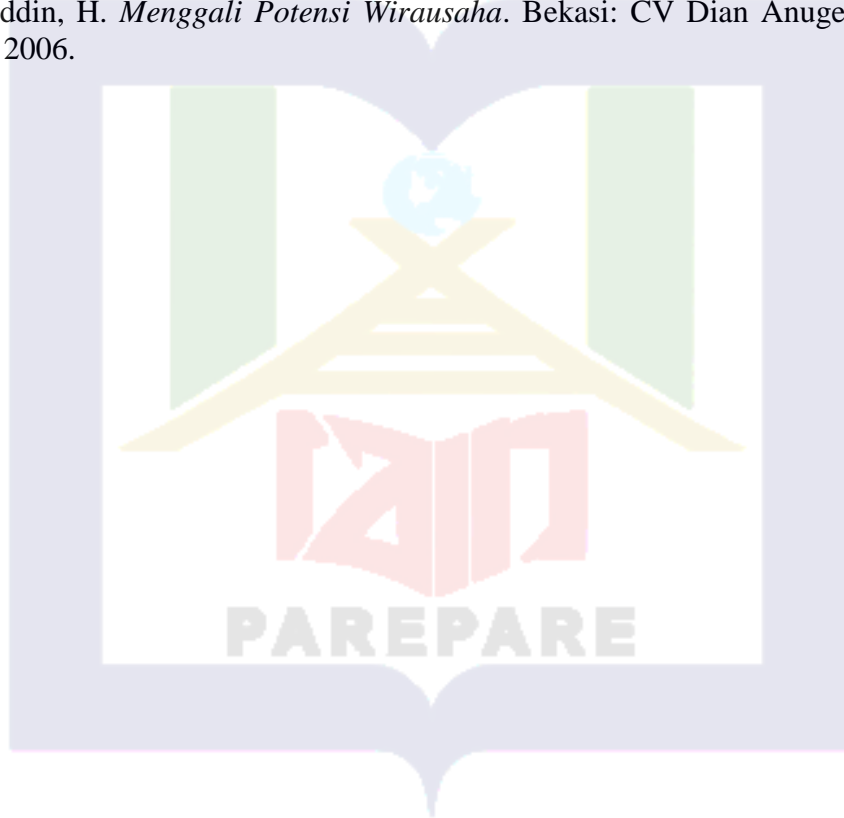 ddin, H. Menggali Potensi Wirausaha. Bekasi: CV Dian Anuge
2006.
PAREPARE